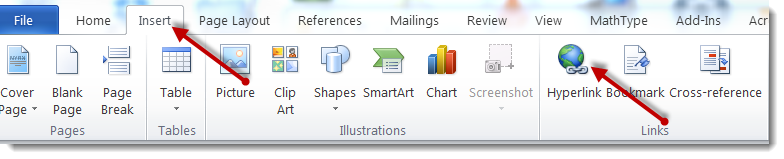 File Home Insert Page Layout References Mailings Review View MathType Add-Ins Acr
Cover Page Blank Page Page Break Table Picture Clip Art Shapes SmartArt Chart Screenshot Hyperlink Bookmark Cross-reference
Pages Tables Illustrations Links